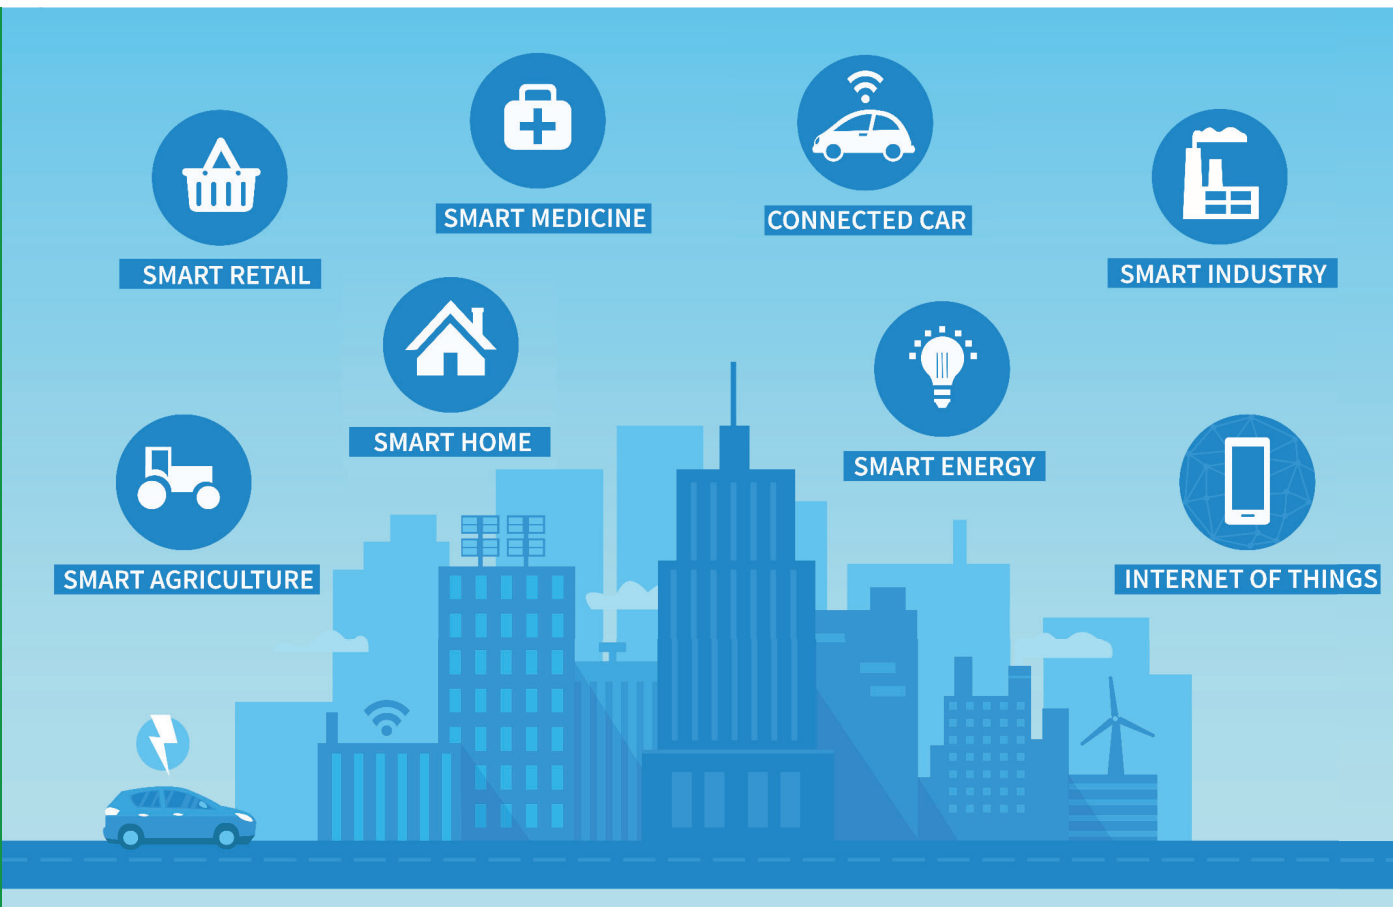 SMART MEDICINE
CONNECTED CAR
SMART RETAIL
SMART INDUSTRY
SMART HOME
SMART ENERGY
SMART AGRICULTURE
INTERNET OF THINGS